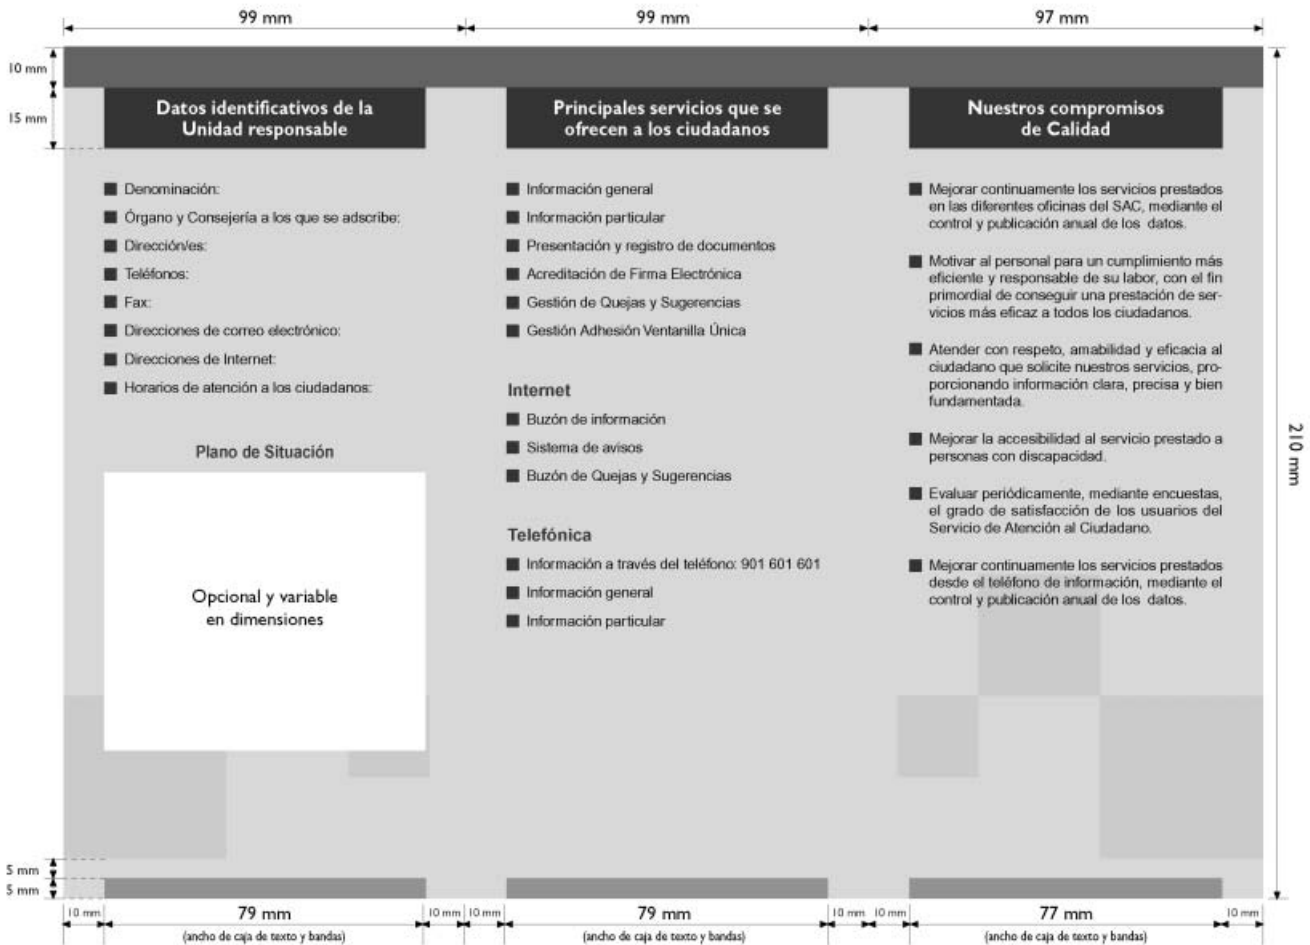 99 mm
99 mm
97 mm
10 mm
15 mm
Datos identificativos de la
Unidad responsable
Denominación:
Órgano y Consejería a los que se adscribe:
Dirección/es:
Teléfonos:
Fax:
Direcciones de correo electrónico:
Direcciones de Internet:
Horarios de atención a los ciudadanos:
Plano de Situación
Opcional y variable
en dimensiones
Principales servicios que se
ofrecen a los ciudadanos
Información general
Información particular
Presentación y registro de documentos
Acreditación de Firma Electrónica
Gestión de Quejas y Sugerencias
Gestión Adhesión Ventanilla Única
Internet
Buzón de información
Sistema de avisos
Buzón de Quejas y Sugerencias
Telefónica
Información a través del teléfono: 901 601 601
Información general
Información particular
Nuestros compromisos
de Calidad
Mejorar continuamente los servicios prestados
en las diferentes oficinas del SAC, mediante el
control y publicación anual de los datos.
Motivar al personal para un cumplimiento más
eficiente y responsable de su labor, con el fin
primordial de conseguir una prestación de ser-
vicios más eficaz a todos los ciudadanos.
Atender con respeto, amabilidad y eficacia al
ciudadano que solicite nuestros servicios, pro-
porcionando información clara, precisa y bien
fundamentada.
Mejorar la accesibilidad al servicio prestado a
personas con discapacidad.
Evaluar periódicamente, mediante encuestas,
el grado de satisfacción de los usuarios del
Servicio de Atención al Ciudadano.
Mejorar continuamente los servicios prestados
desde el teléfono de información, mediante el
control y publicación anual de los datos.
210 mm
5 mm
5 mm
10 mm
79 mm
10 mm
10 mm
79 mm
10 mm
10 mm
77 mm
10 mm
(ancho de caja de texto y bandas)
(ancho de caja de texto y bandas)
(ancho de caja de texto y bandas)